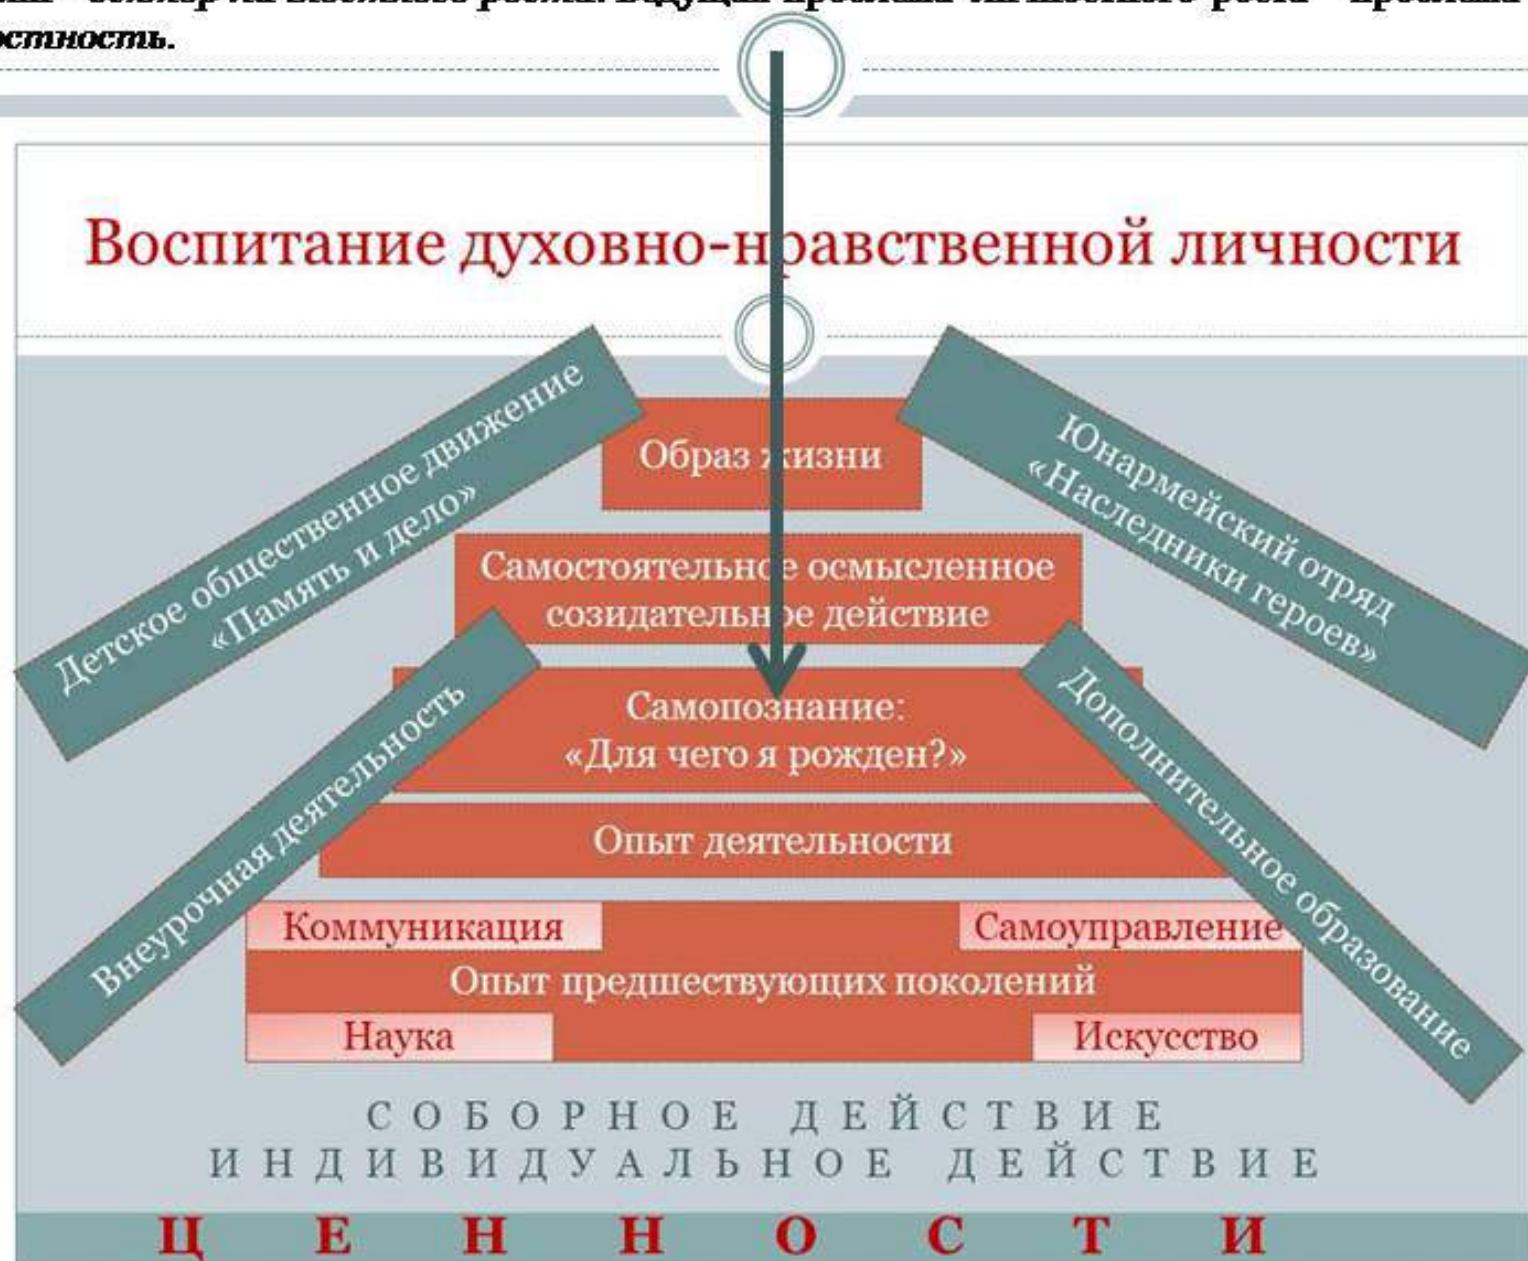 Воспитание духовно-нравственной личности
Детское общественное движение
«Память и дело»
Юнармейский отряд
«Наследники героев»
Образ жизни
Самостоятельное осмысленное
созидательное действие
Внеурочная деятельность
Дополнительное образование
Самопознание:
«Для чего я рожден?»
Опыт деятельности
Коммуникация
Самоуправление
Опыт предшествующих поколений
Наука
Искусство
СОБОРНОЕ ДЕЙСТВИЕ
ИНДИВИДУАЛЬНОЕ ДЕЙСТВИЕ
ЦЕННОСТИ